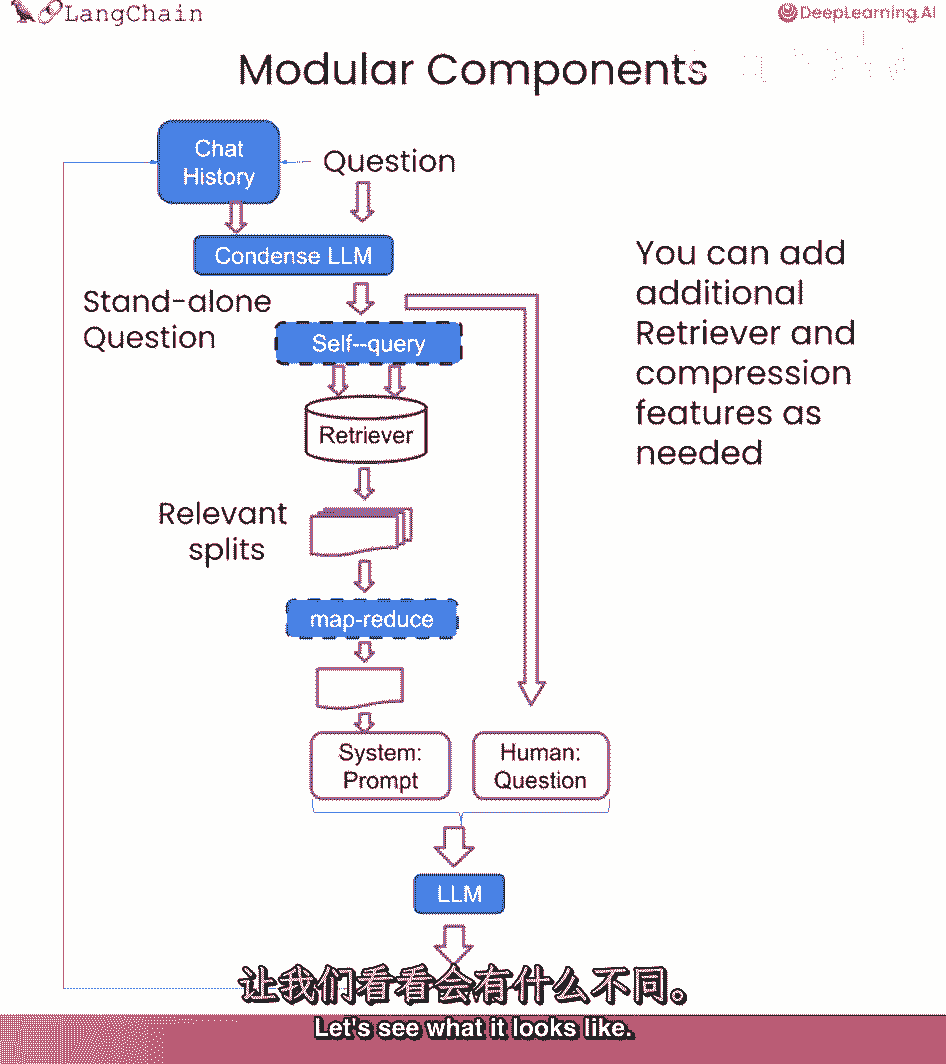 LangChain
DeepLearning.AI
Modular Components
Chat
History
Question
Condense LLM
Stand-alone
Question
Self--query
Retriever
Relevant
splits
map-reduce
System:
Prompt
Human:
Question
LLM
You can add
additional
Retriever and
compression
features as
needed
让我们看看会有什么不同。
Let's see what it looks like.